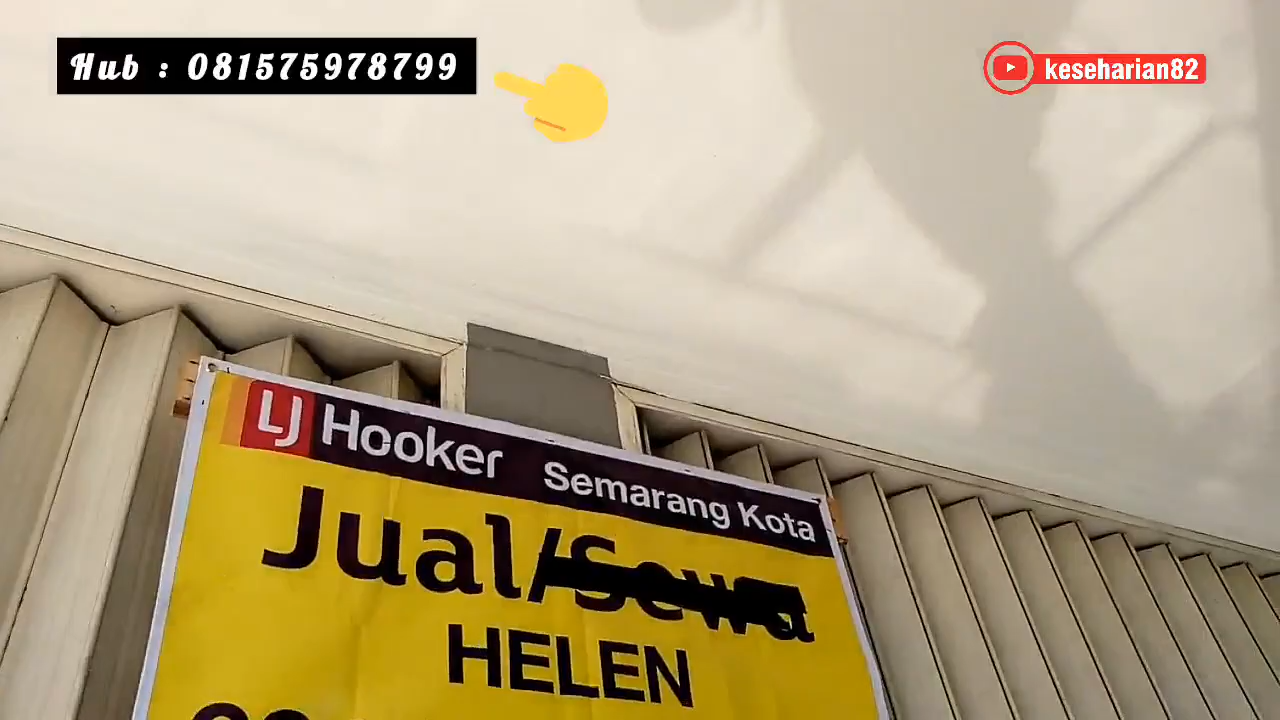 Hub : 081575978799
keseharian82
LJ Hooker Semarang Kota
Jual/Sewa
HELEN